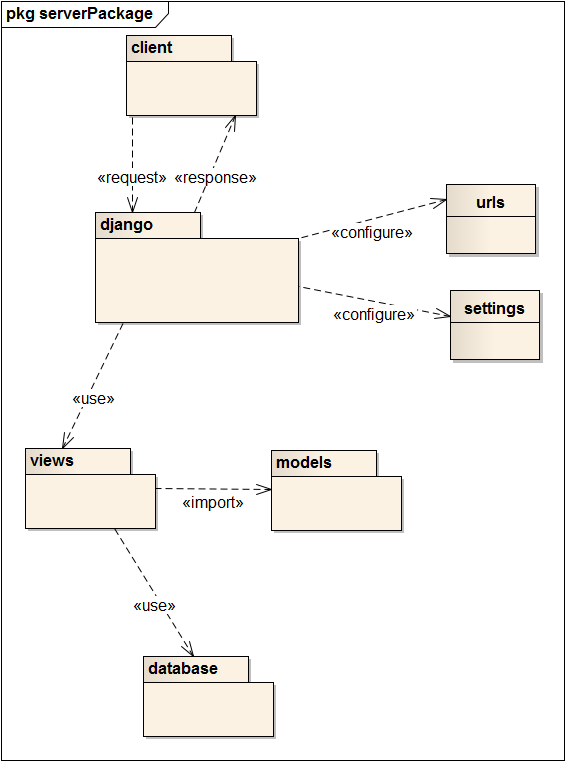 pkg serverPackage
client
«request»
«response»
django
urls
«configure»
settings
«configure»
«use»
views
models
«import»
«use»
database